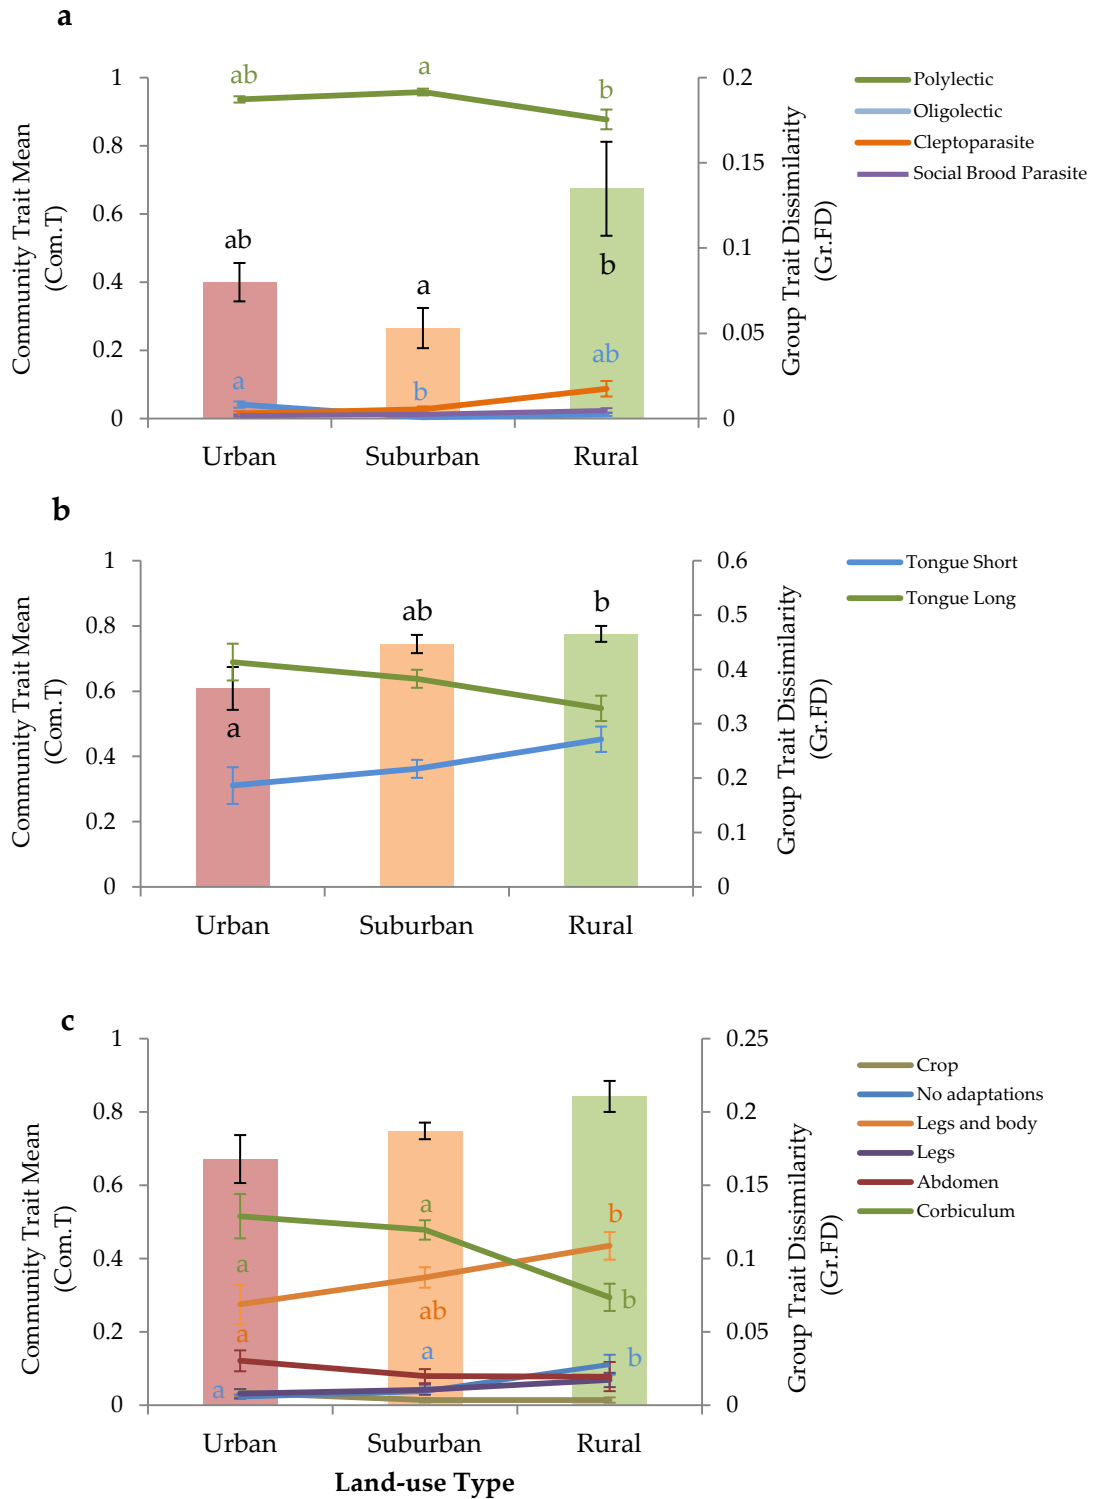 a
1
0.8
0.6
0.4
0.2
0
Community Trait Mean
(Com.T)
0.2
0.15
0.1
0.05
0
Group Trait Dissimilarity
(Gr.FD)
ab
a
b
ab
a
b
a
b
ab
Urban
Suburban
Rural
Polylectic
Oligolectic
Cleptoparasite
Social Brood Parasite
b
1
0.8
0.6
0.4
0.2
0
Community Trait Mean
(Com.T)
0.6
0.5
0.4
0.3
0.2
0.1
0
Group Trait Dissimilarity
(Gr.FD)
a
ab
b
Urban
Suburban
Rural
Tongue Short
Tongue Long
c
1
0.8
0.6
0.4
0.2
0
Community Trait Mean
(Com.T)
0.25
0.2
0.15
0.1
0.05
0
Group Trait Dissimilarity
(Gr.FD)
a
a
b
a
ab
b
a
a
b
Urban
Suburban
Rural
Land-use Type
Crop
No adaptations
Legs and body
Legs
Abdomen
Corbiculum